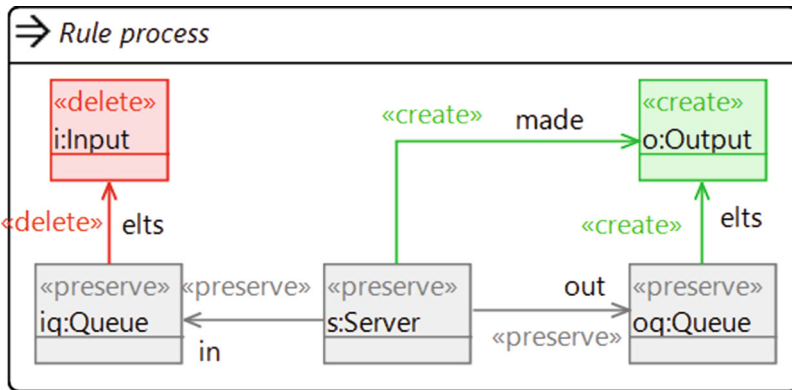 Rule process
«delete»
i:Input
«create»
made
«create»
o:Output
«delete»
elts
«create»
elts
«preserve»
iq:Queue
«preserve»
in
«preserve»
s:Server
out
«preserve»
«preserve»
oq:Queue